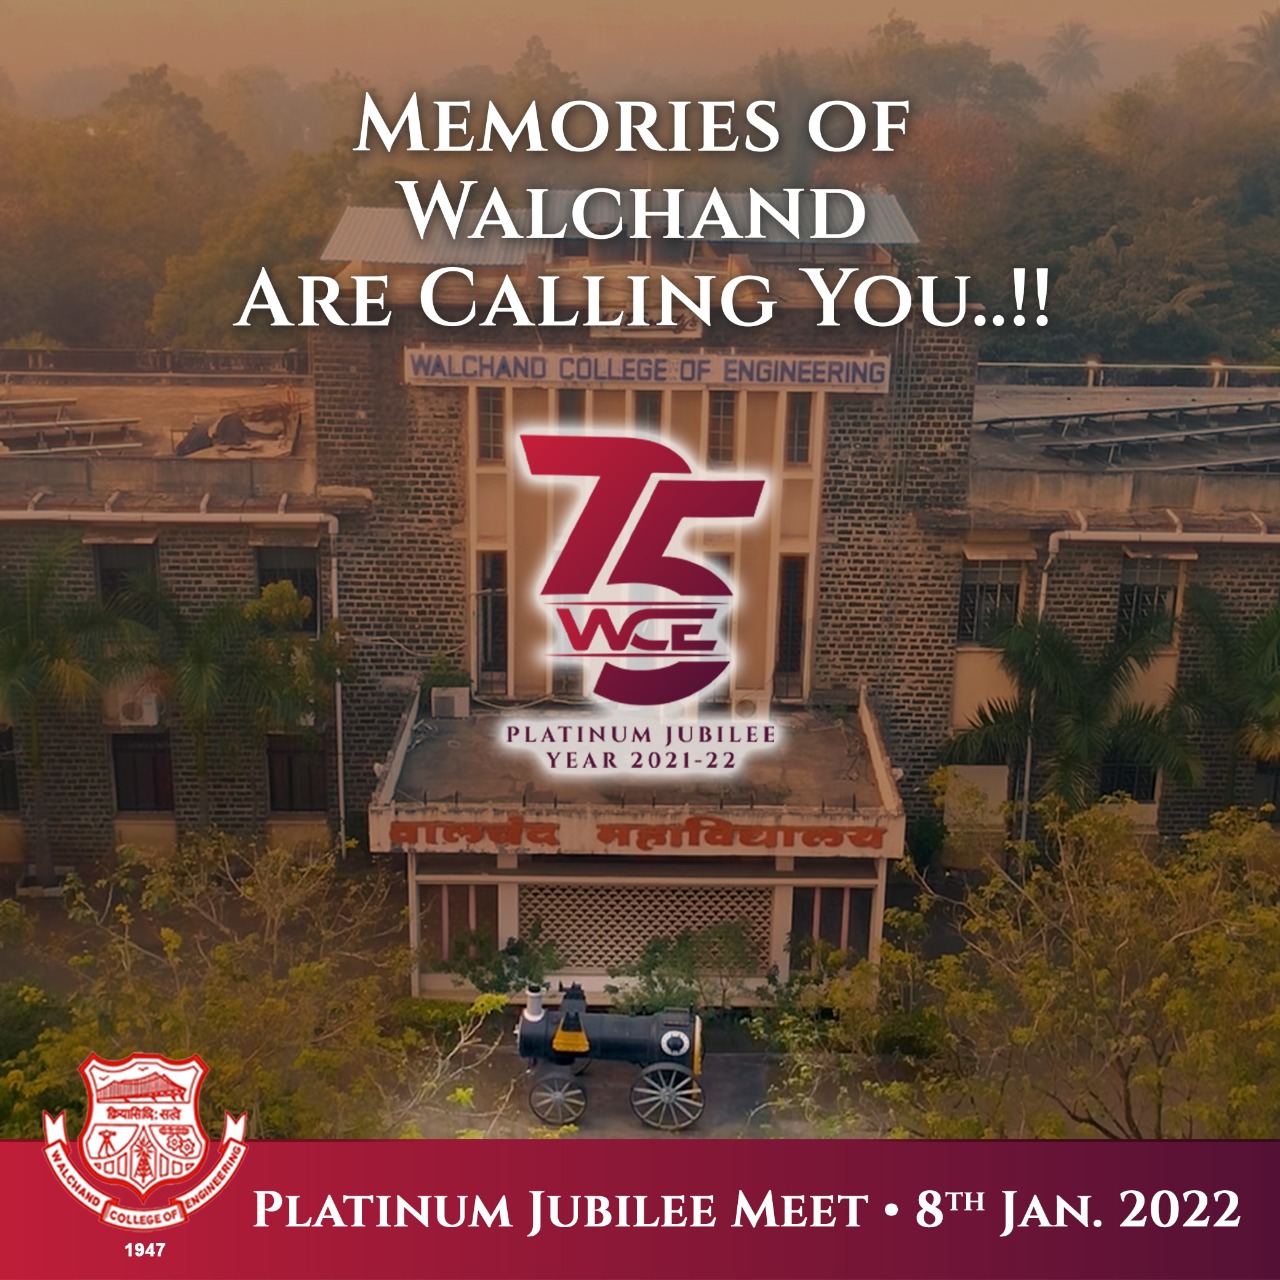 Memories of
Walchand
Are Calling You..!!
WALCHAND COLLEGE OF ENGINEERING
75
WCE
PLATINUM JUBILEE
YEAR 2021-22
वालचंद महाविद्यालय
क्रियासिद्धि: सत्वे
WALCHAND COLLEGE OF ENGINEERING
1947
Platinum Jubilee Meet • 8th Jan. 2022